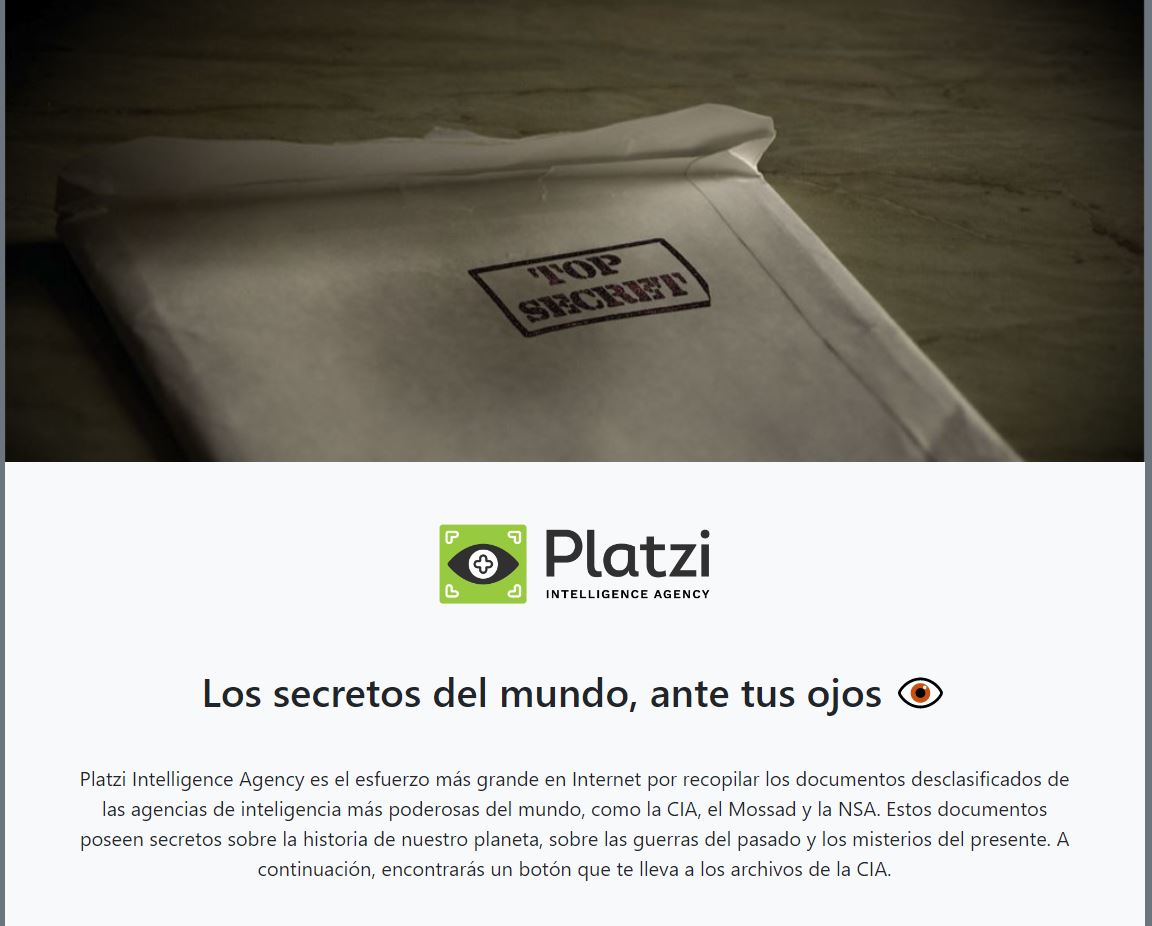 TOP
SECRET
Platzi
INTELLIGENCE AGENCY
Los secretos del mundo, ante tus ojos 👁
Platzi Intelligence Agency es el esfuerzo más grande en Internet por recopilar los documentos desclasificados de
las agencias de inteligencia más poderosas del mundo, como la CIA, el Mossad y la NSA. Estos documentos
poseen secretos sobre la historia de nuestro planeta, sobre las guerras del pasado y los misterios del presente. A
continuación, encontrarás un botón que te lleva a los archivos de la CIA.